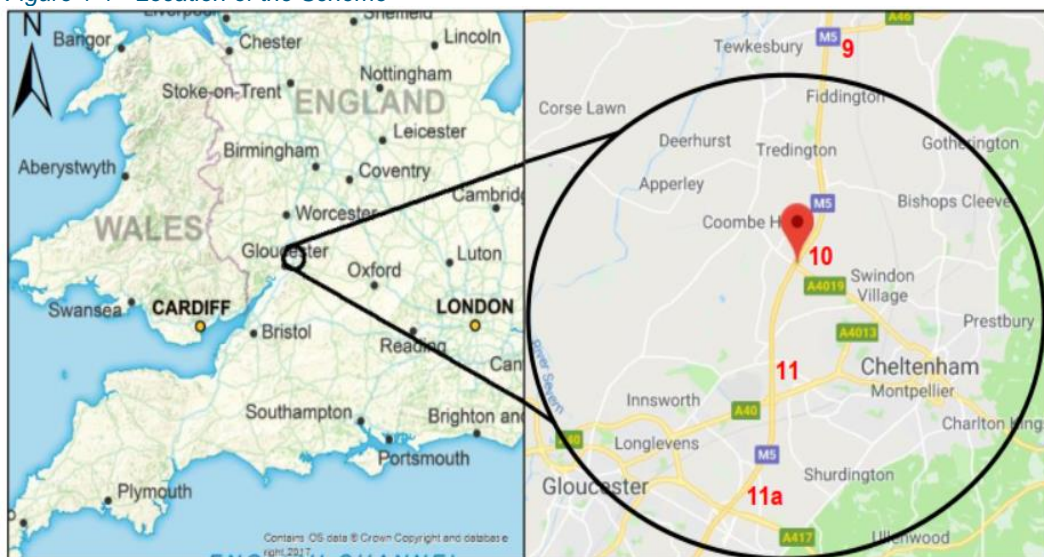 Figure 1-1 - Location of the Scheme
N
Bangor
Chester
Lincoln
Stoke-on-Trent
Nottingham
ENGLAND
Leicester
Birmingham
Aberystwyth
Coventry
WALES
Worcester
Gloucester
Luton
Oxford
Swansea
CARDIFF
LONDON
Bristol
Reading
Southampton
Brighton and
Portsmouth
Plymouth
Contains OS data © Crown Copyright and database
right 2017
A46
M5
9
Tewkesbury
Corse Lawn
Fiddington
Deerhurst
Tredington
Gotherington
Apperley
M5
Bishops Cleeve
Coombe H
10
A4019
Swindon
Village
A4013
Prestbury
River Severn
11
Cheltenham
Montpellier
Innsworth
A40
Charlton Kings
Longlevens
M5
Shurdington
Gloucester
11a
A417
Ullenwood